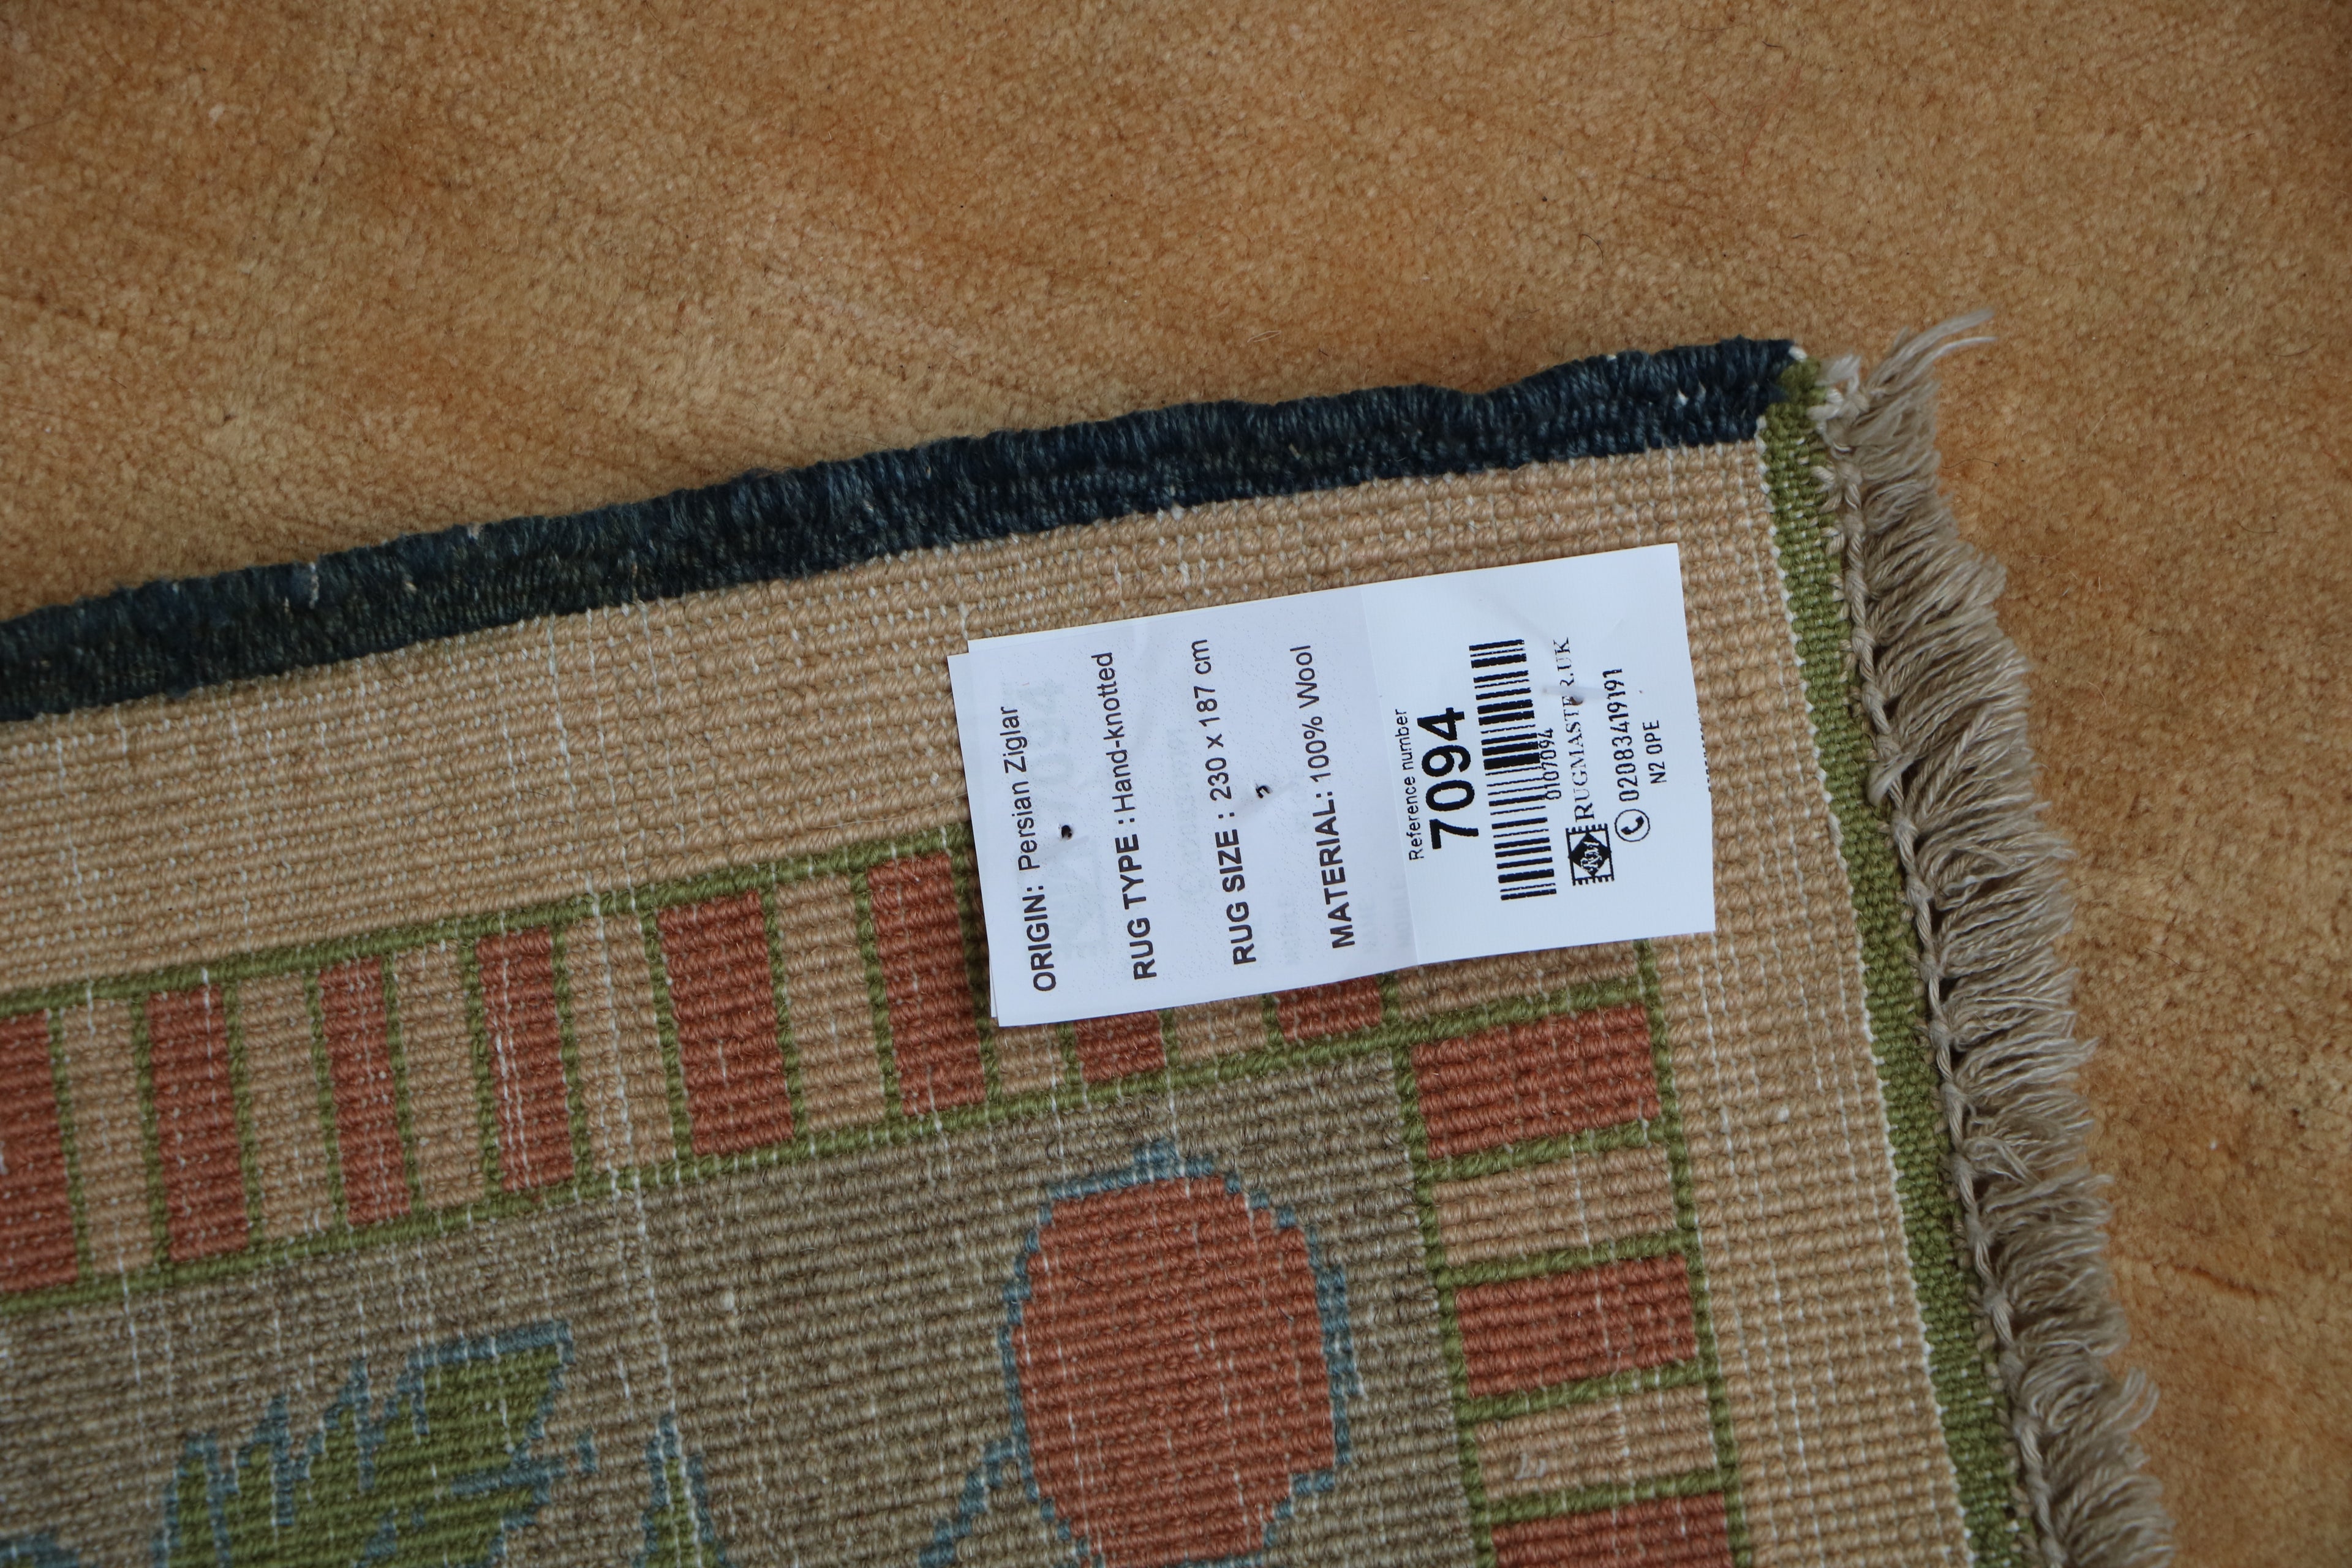 ORIGIN: Persian Ziglar
RUG TYPE : Hand-knotted
RUG SIZE : 230 x 187 cm
MATERIAL: 100% Wool
Reference number
7094
0107094
RUGMASTER.UK
02083419191
N2 0PE